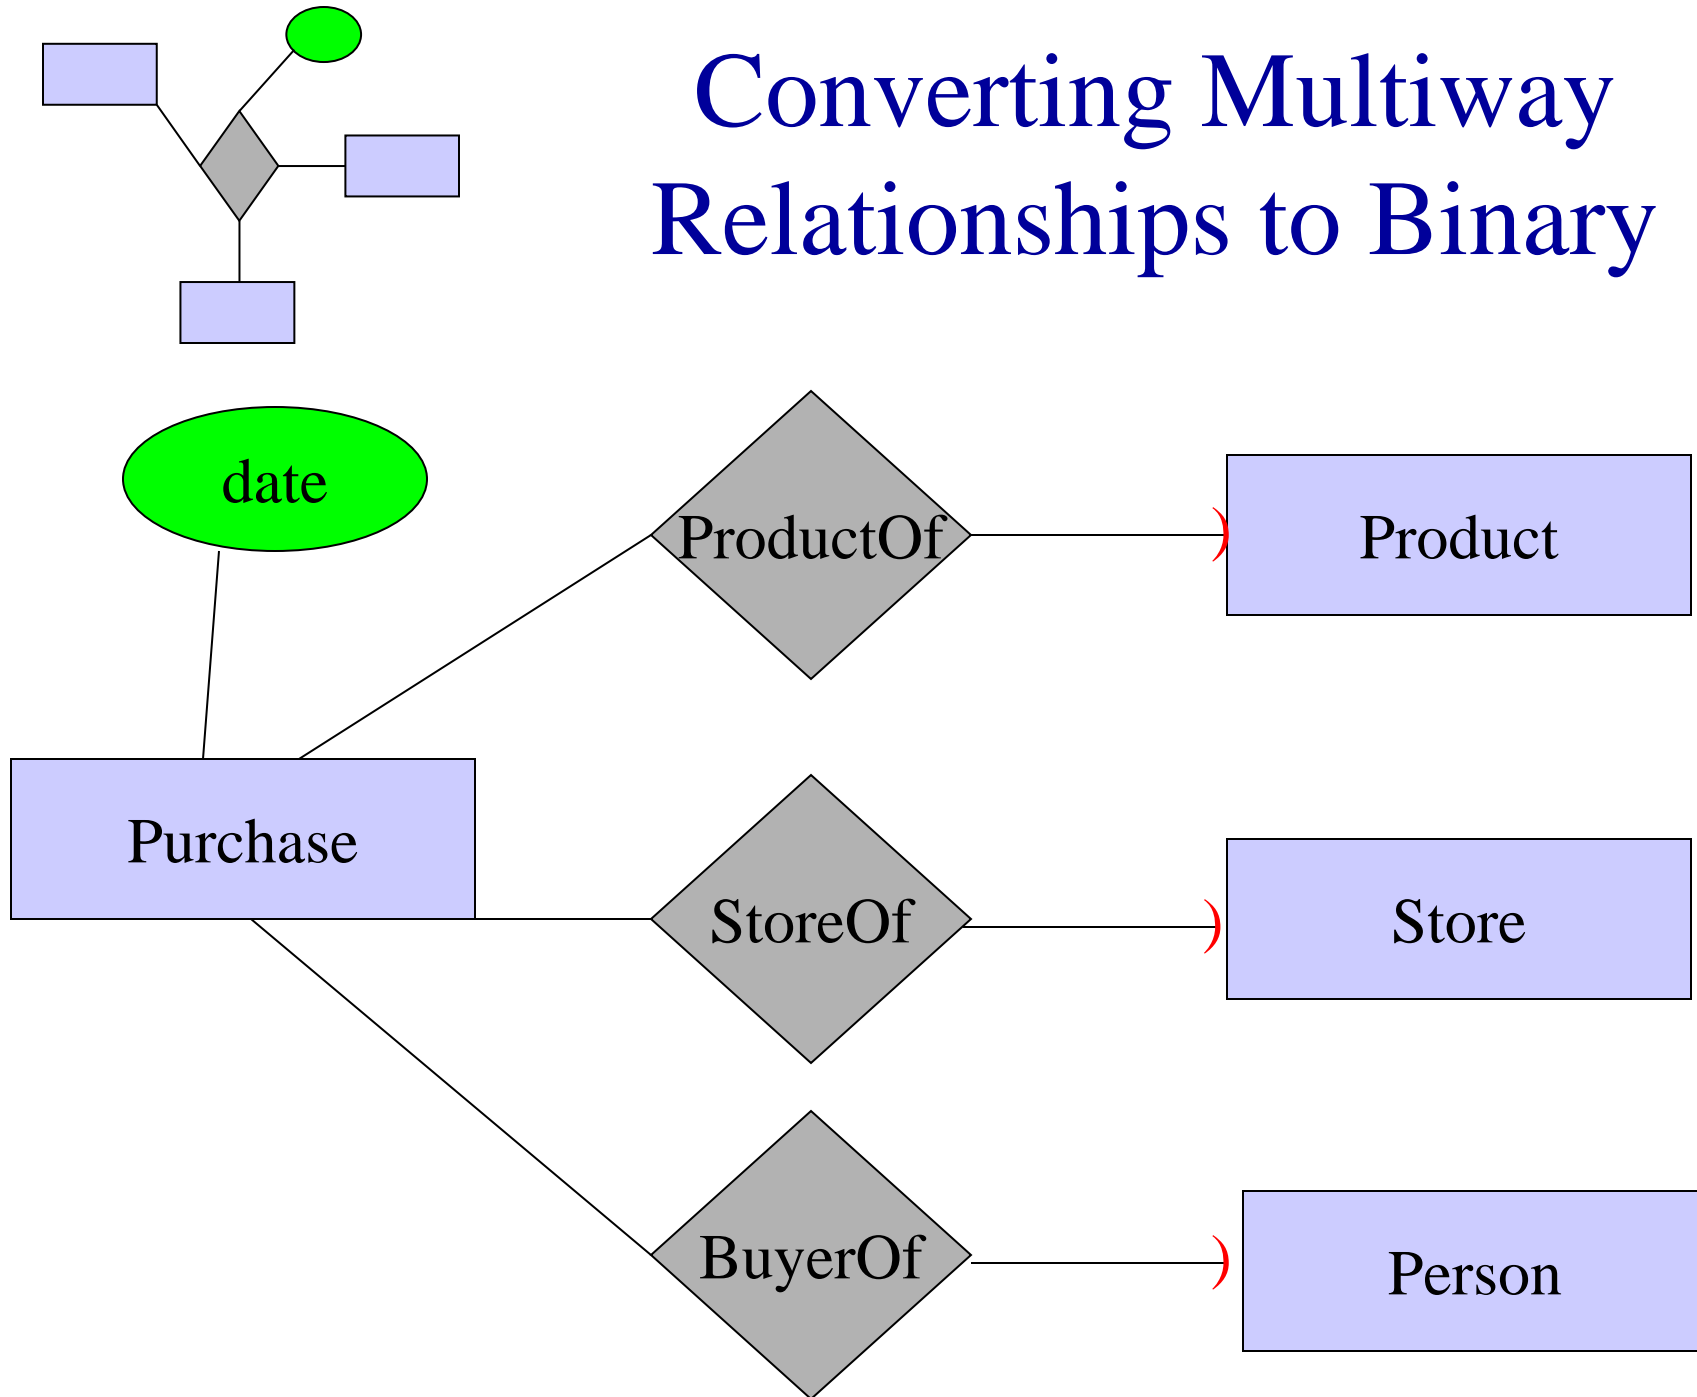 Converting Multiway
Relationships to Binary
date
ProductOf
)
Product
Purchase
StoreOf
)
Store
BuyerOf
)
Person